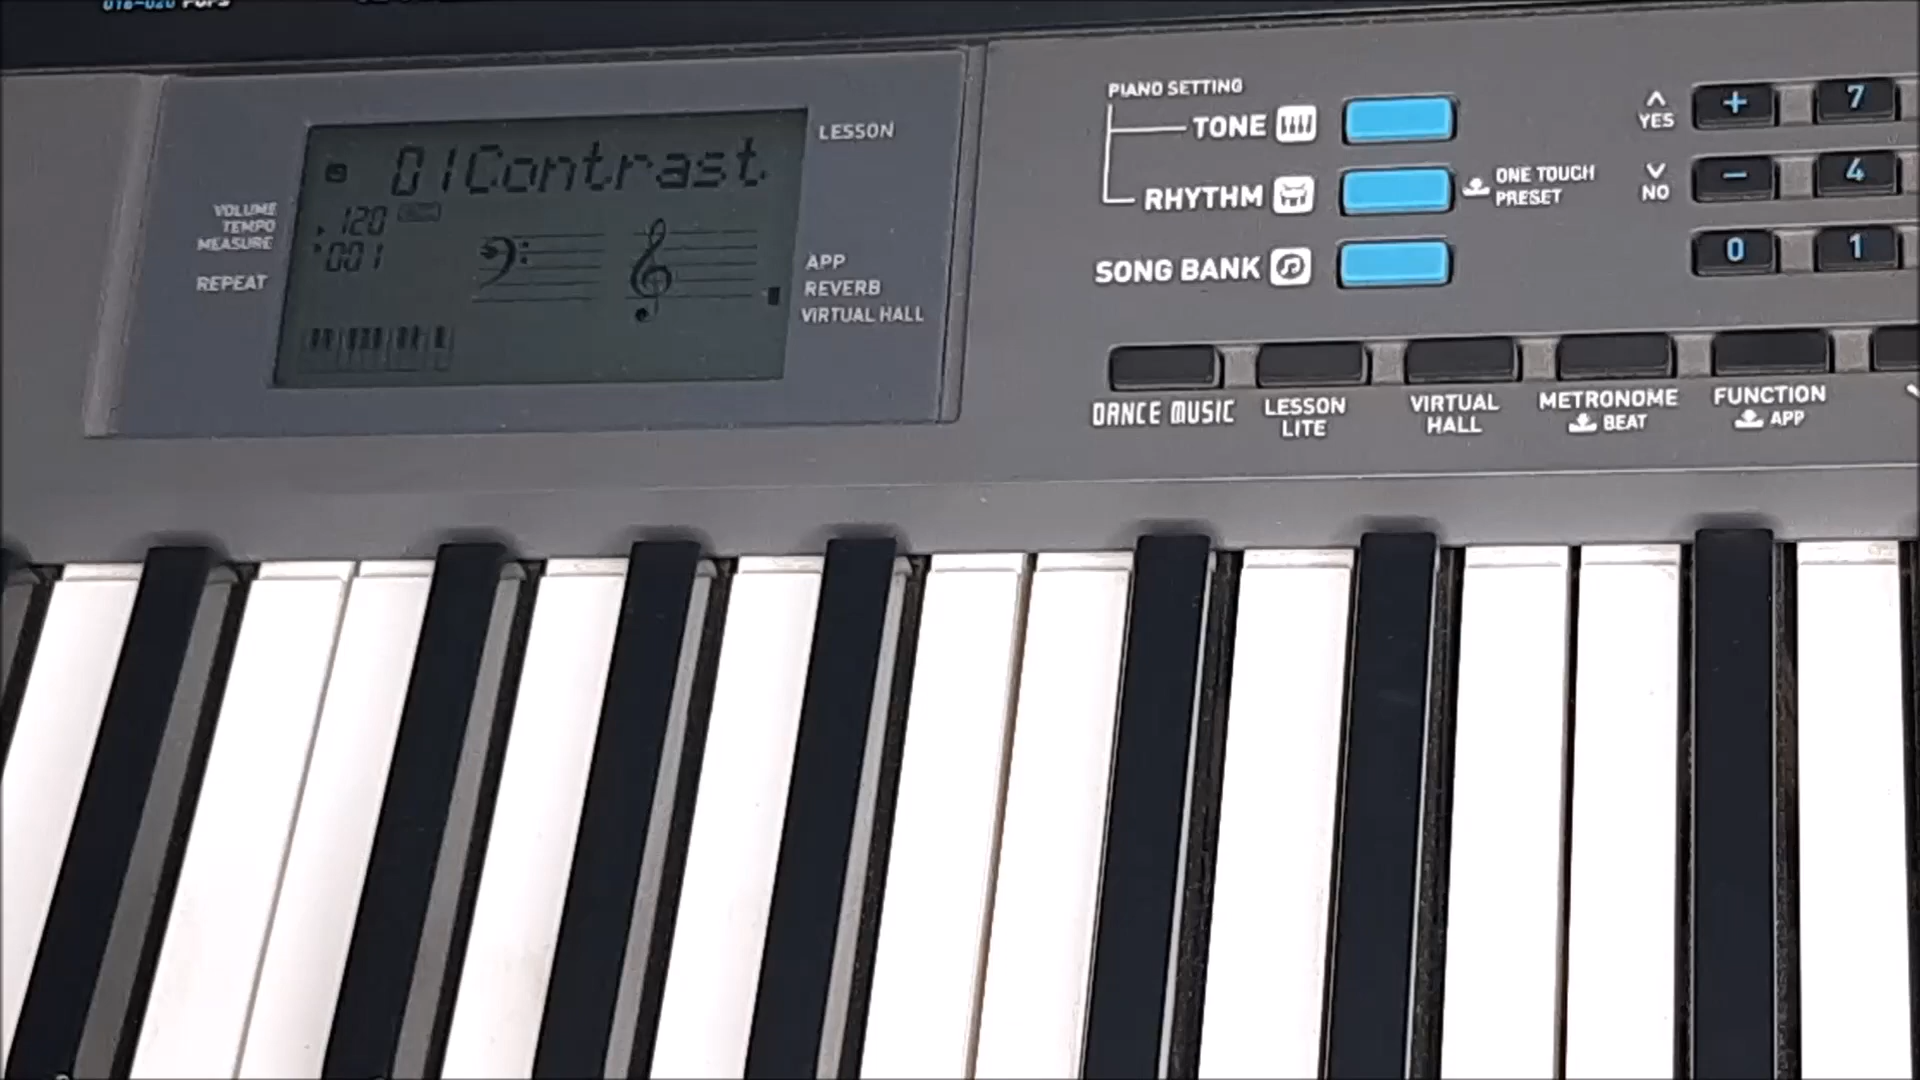 PIANO SETTING
TONE
RHYTHM
ONE TOUCH
PRESET
SONG BANK
YES
NO
+
7
-
4
0
1
LESSON
01Contrast
VOLUME
TEMPO
MEASURE
120
001
REPEAT
APP
REVERB
VIRTUAL HALL
DANCE MUSIC
LESSON
LITE
VIRTUAL
HALL
METRONOME
BEAT
FUNCTION
APP